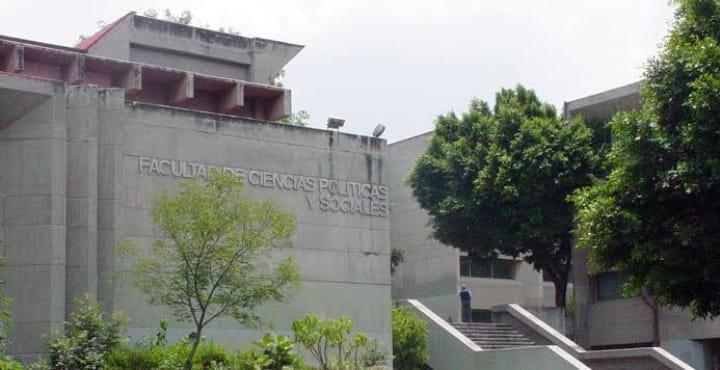 FACULTAD DE CIENCIAS POLITICAS
Y SOCIALES